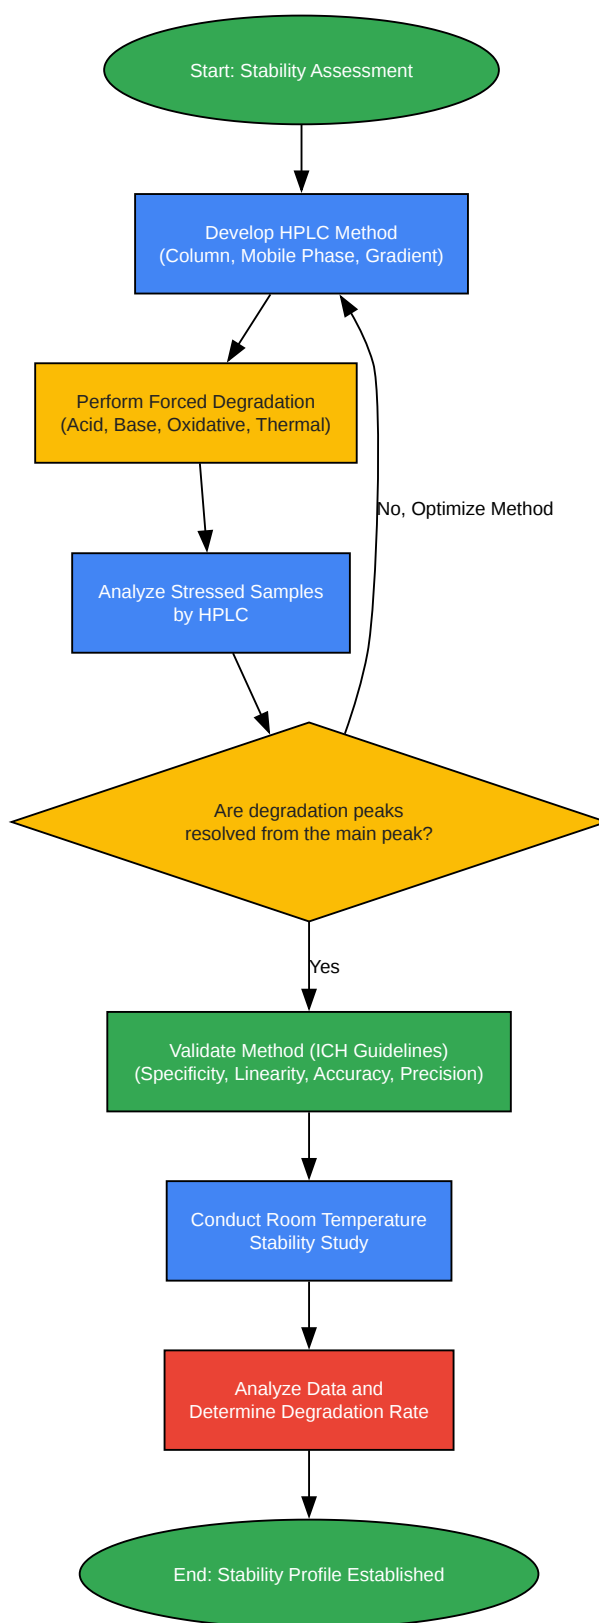 Start: Stability Assessment
Develop HPLC Method
(Column, Mobile Phase, Gradient)
Perform Forced Degradation
(Acid, Base, Oxidative, Thermal)
No, Optimize Method
Analyze Stressed Samples
by HPLC
Are degradation peaks
resolved from the main peak?
Yes
Validate Method (ICH Guidelines)
(Specificity, Linearity, Accuracy, Precision)
Conduct Room Temperature
Stability Study
Analyze Data and
Determine Degradation Rate
End: Stability Profile Established